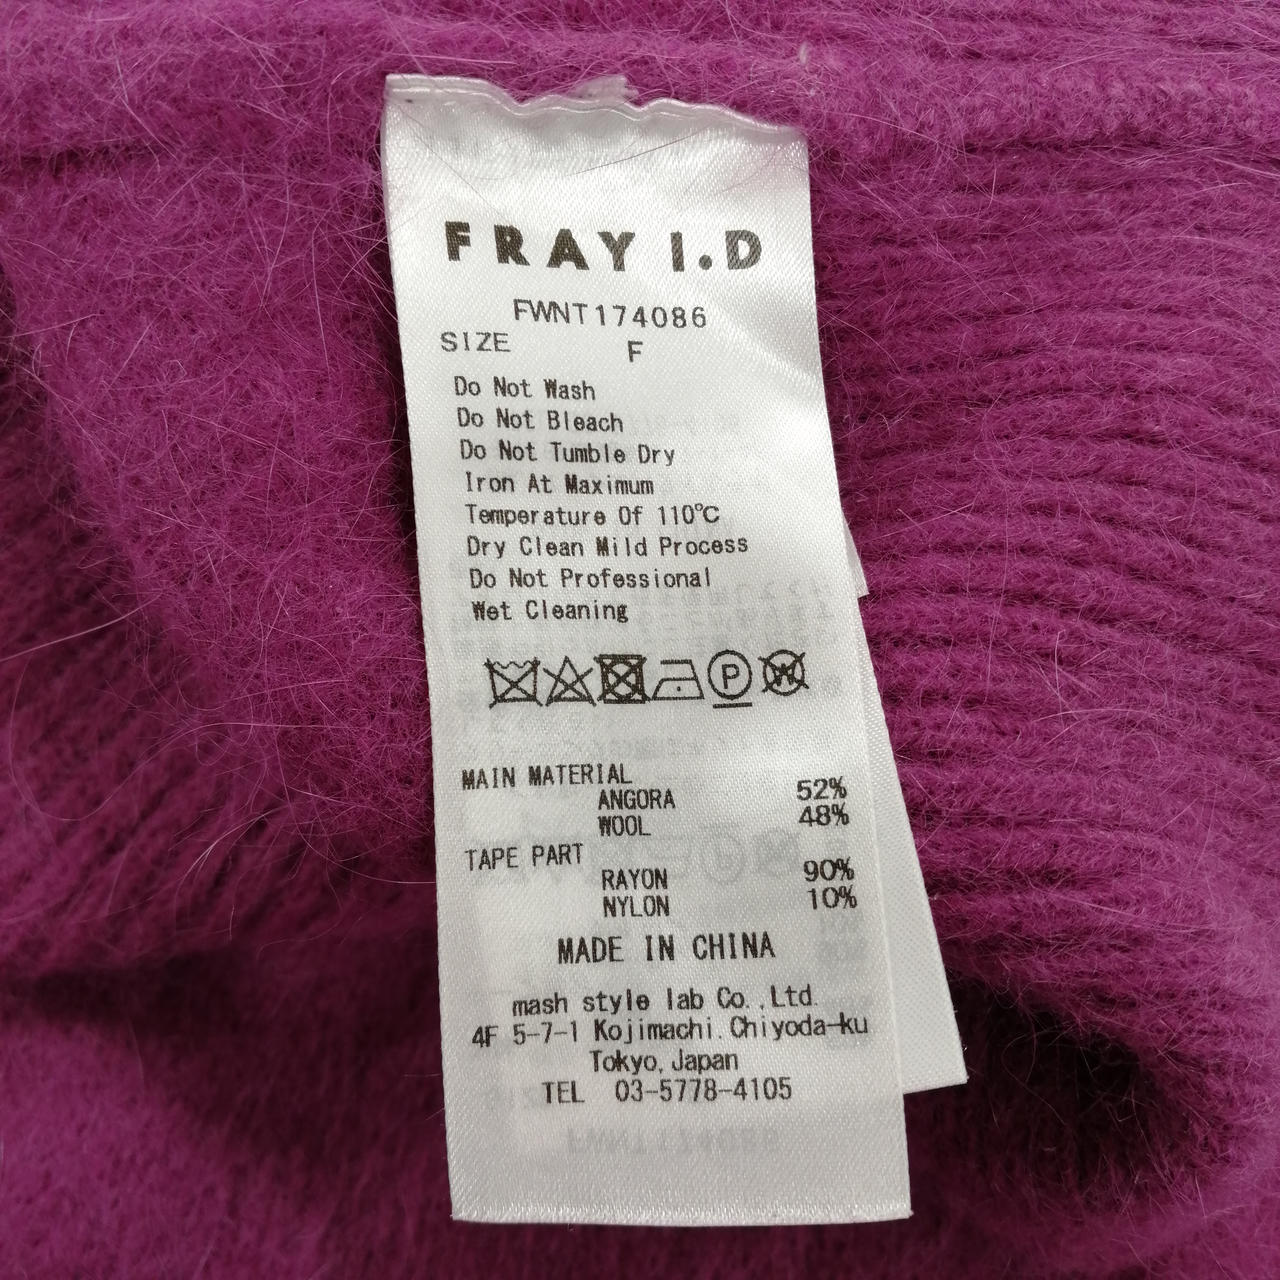 FRAY I.D
FWNT174086
SIZE F
Do Not Wash
Do Not Bleach
Do Not Tumble Dry
Iron At Maximum
Temperature Of 110℃
Dry Clean Mild Process
Do Not Professional
Wet Cleaning
P W
MAIN MATERIAL
ANGORA 52%
WOOL 48%
TAPE PART
RAYON 90%
NYLON 10%
MADE IN CHINA
mash style lab Co.,Ltd.
4F 5-7-1 Kojimachi.Chiyoda-ku
Tokyo,Japan
TEL 03-5778-4105